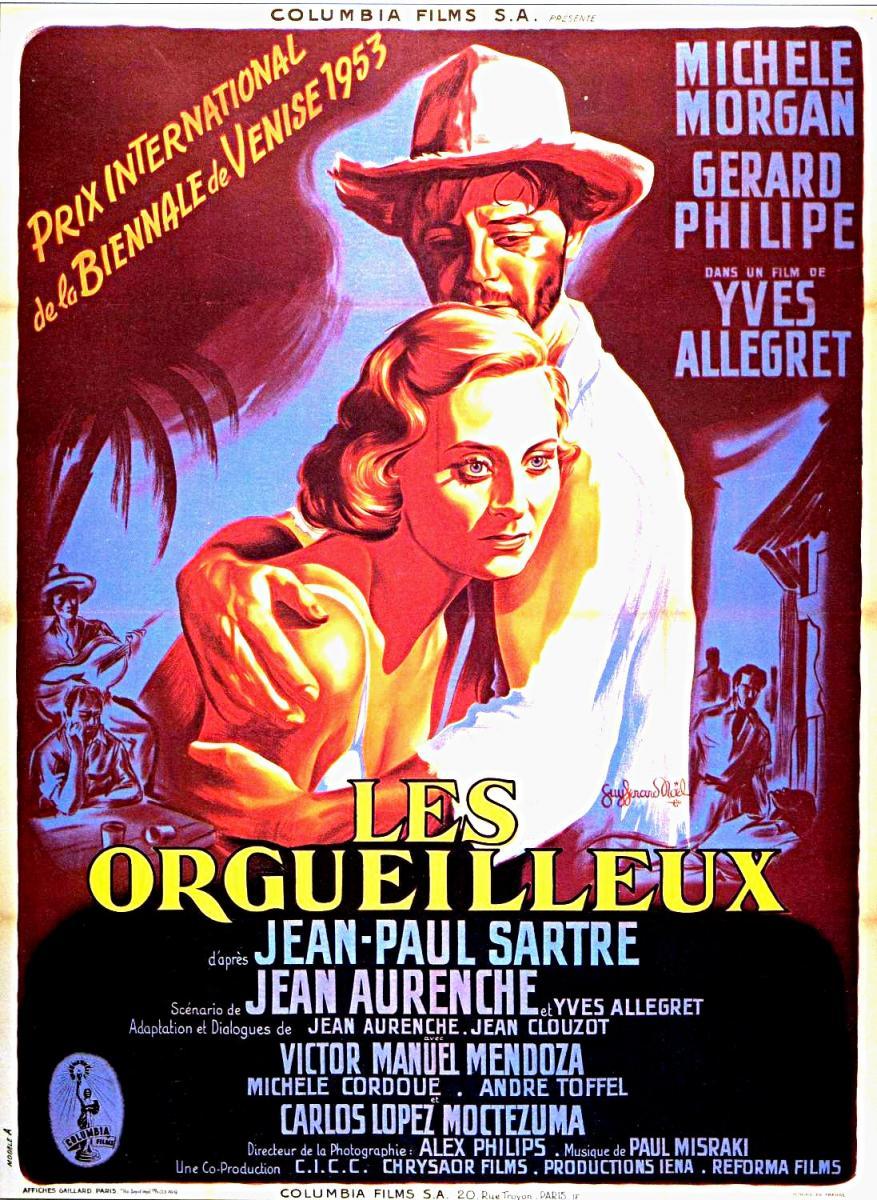 COLUMBIA FILMS S.A. PRÉSENTE
PRIX INTERNATIONAL
de la BIENNALE de VENISE 1953
MICHELE
MORGAN
GERARD
PHILIPE
DANS UN FILM DE
YVES
ALLEGRET
Guy Gerard Noël
LES
ORGUEILLEUX
d'après JEAN-PAUL SARTRE
Scénario de JEAN AURENCHE et YVES ALLEGRET
Adaptation et Dialogues de JEAN AURENCHE. JEAN CLOUZOT
avec
VICTOR MANUEL MENDOZA
MICHELE CORDOUE . ANDRE TOFFEL
et
CARLOS LOPEZ MOCTEZUMA
Directeur de la Photographie: ALEX PHILIPS . Musique de PAUL MISRAKI
Une Co-Production C.I.C.C. CHRYSAOR FILMS . PRODUCTIONS IENA . REFORMA FILMS
COLUMBIA
FILMS
MODELE A
AFFICHES GAILLARD. PARIS
COLUMBIA FILMS S.A. 20, Rue Troyon. PARIS